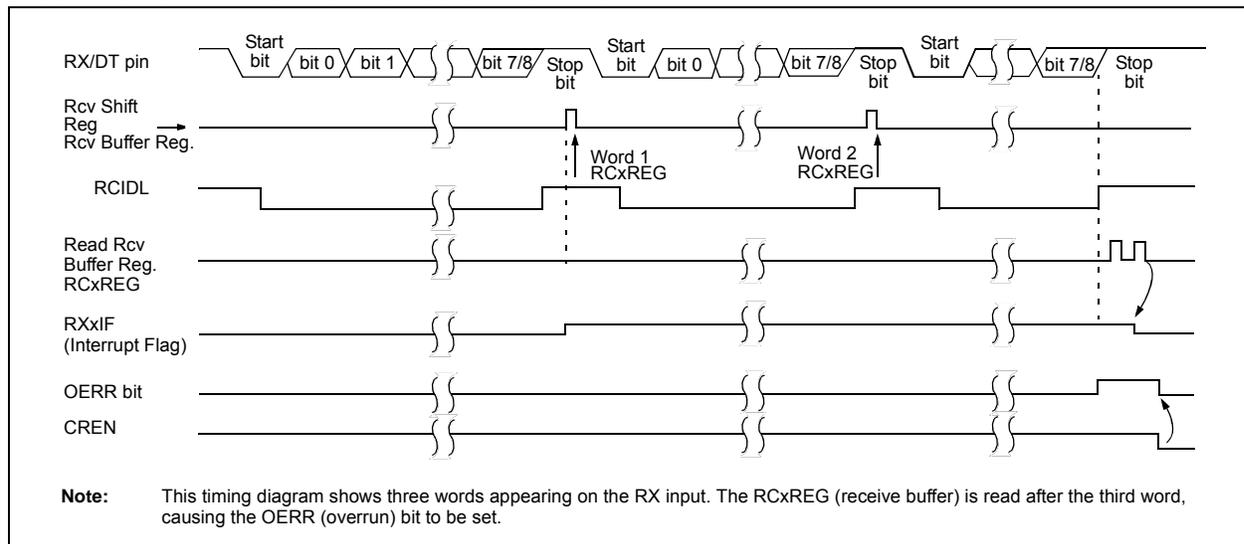 Start bit
RX/DT pin
bit 0
bit 1
bit 7/8
Stop bit
Start bit
bit 0
bit 7/8
Stop bit
Start bit
bit 7/8
Stop bit
Rcv Shift
Reg
Rcv Buffer Reg.
Word 1
RCxREG
Word 2
RCxREG
RCIDL
Read Rcv
Buffer Reg.
RCxREG
RXxIF
(Interrupt Flag)
OERR bit
CREN
Note: This timing diagram shows three words appearing on the RX input. The RCxREG (receive buffer) is read after the third word,
causing the OERR (overrun) bit to be set.